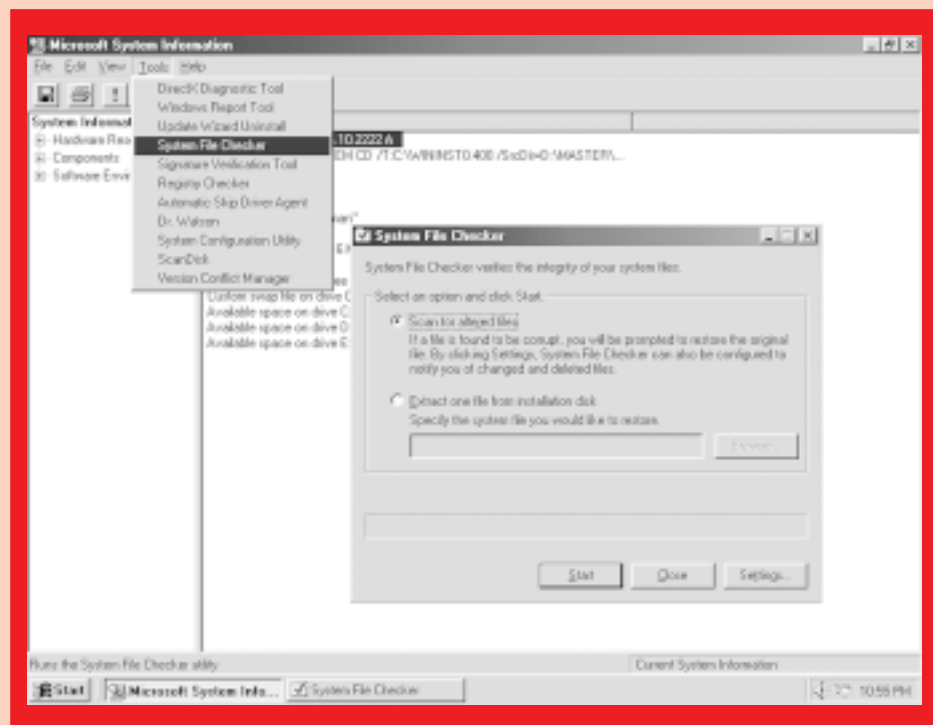 Microsoft System Information
File Edit View Tools Help
DirectX Diagnostic Tool
Windows Report Tool
Update Wizard Uninstall
System File Checker
Signature Verification Tool
Registry Checker
Automatic Skip Driver Agent
Dr. Watson
System Configuration Utility
ScanDisk
Version Conflict Manager
System Informat
Hardware Res
Components
Software Envir
.10.2222 A
EM CD /T:C:\WININST0.400 /SrcDir=D:\MASTER\...
Custom swap file on drive C
Available space on drive C:
Available space on drive D:
Available space on drive E:
System File Checker
System File Checker verifies the integrity of your system files.
Select an option and click Start.
Scan for altered files
If a file is found to be corrupt, you will be prompted to restore the original
file. By clicking Settings, System File Checker can also be configured to
notify you of changed and deleted files.
Extract one file from installation disk
Specify the system file you would like to restore.
Browse...
Start Close Settings...
Runs the System File Checker utility
Current System Information
Start Microsoft System Info... System File Checker 10:55 PM